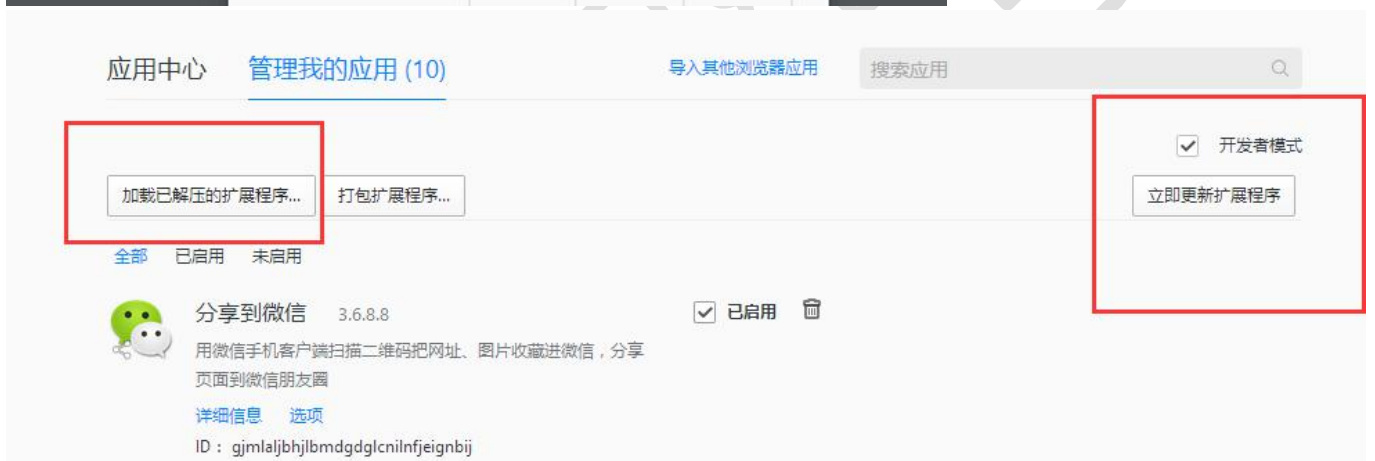 应用中心 管理我的应用 (10) 导入其他浏览器应用 搜索应用
开发者模式
加载已解压的扩展程序... 打包扩展程序... 立即更新扩展程序
全部 已启用 未启用
分享到微信 3.6.8.8 已启用
用微信手机客户端扫描二维码把网址、图片收藏进微信，分享
页面到微信朋友圈
详细信息 选项
ID： gjmlaljbhjlbmdgdglcnilnfjeignbij